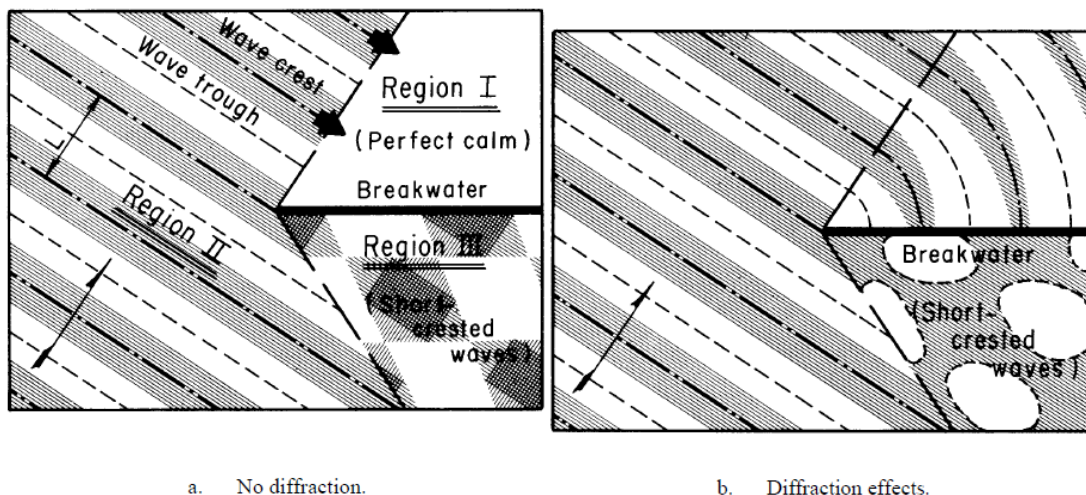 Wave crest
Wave trough
Region I
(Perfect calm)
Breakwater
L
Region II
Region III
(Short-
crested
waves)
Breakwater
(Short-
crested
waves)
a. No diffraction.
b. Diffraction effects.